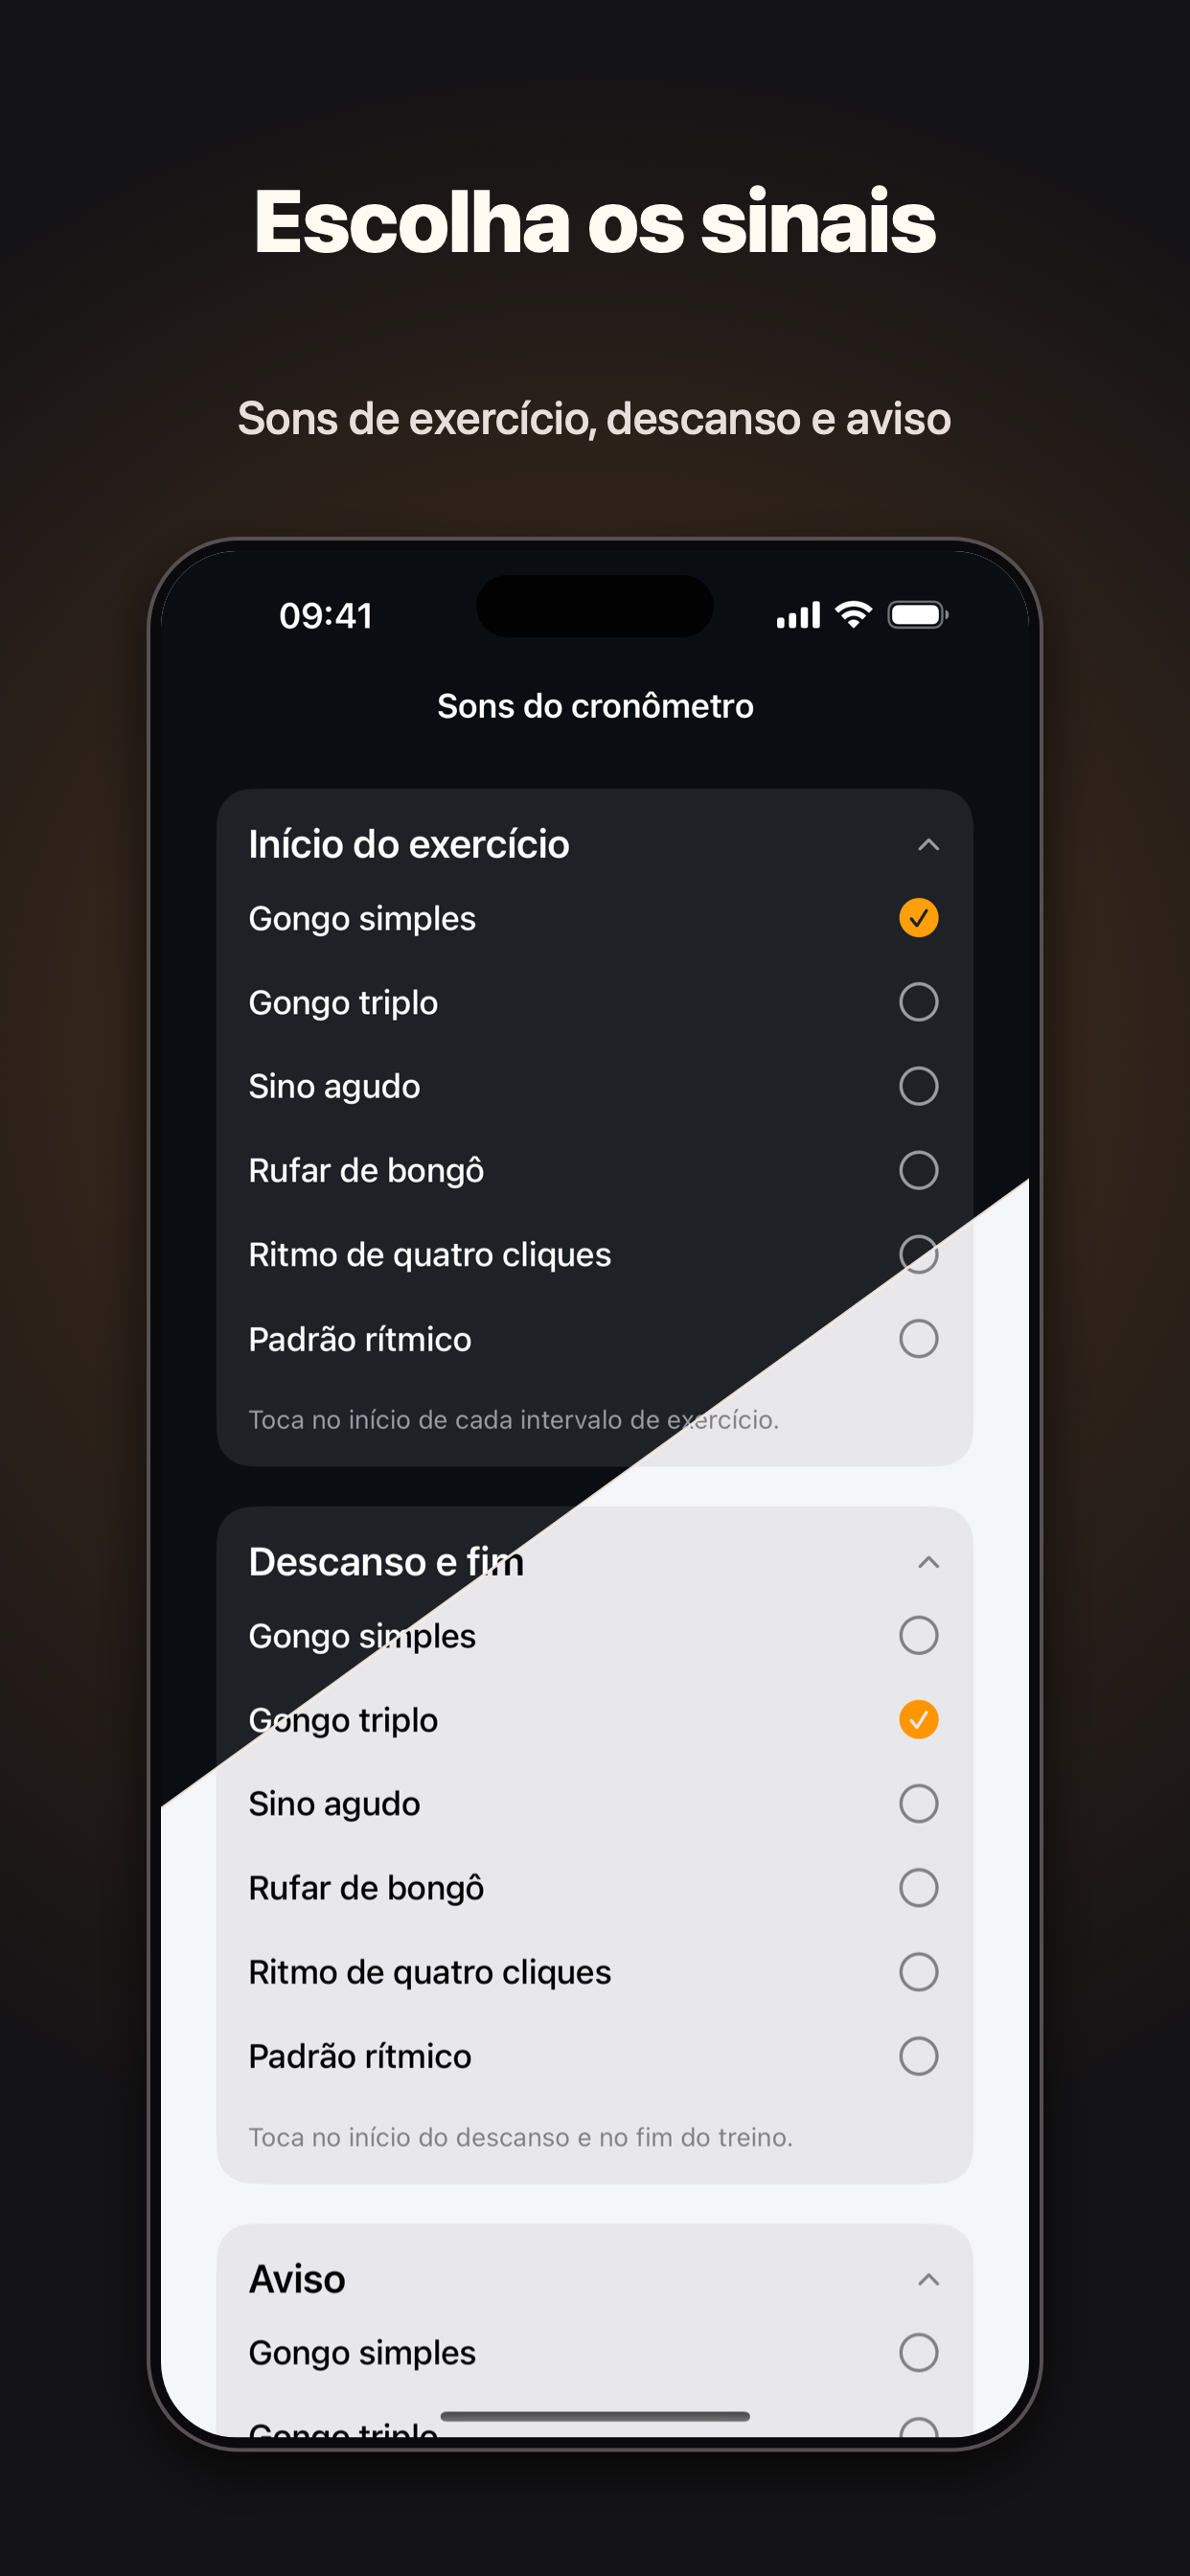 Escolha os sinais
Sons de exercício, descanso e aviso
09:41
Sons do cronômetro
Início do exercício
Gongo simples
Gongo triplo
Sino agudo
Rufar de bongô
Ritmo de quatro cliques
Padrão rítmico
Toca no início de cada intervalo de exercício.
Descanso e fim
Gongo simples
Gongo triplo
Sino agudo
Rufar de bongô
Ritmo de quatro cliques
Padrão rítmico
Toca no início do descanso e no fim do treino.
Aviso
Gongo simples
Gongo triplo